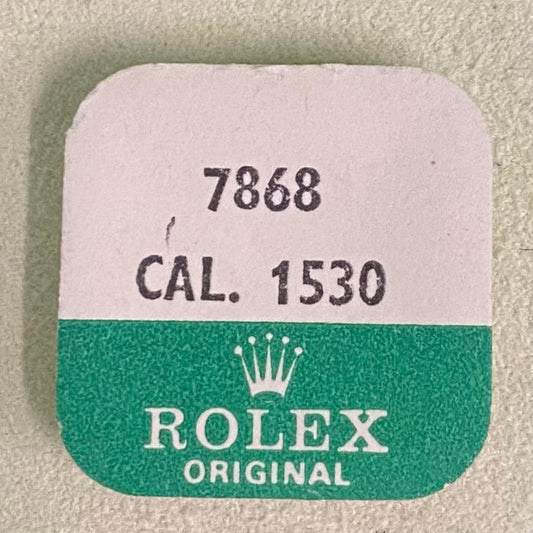 7868
CAL. 1530
ROLEX
ORIGINAL